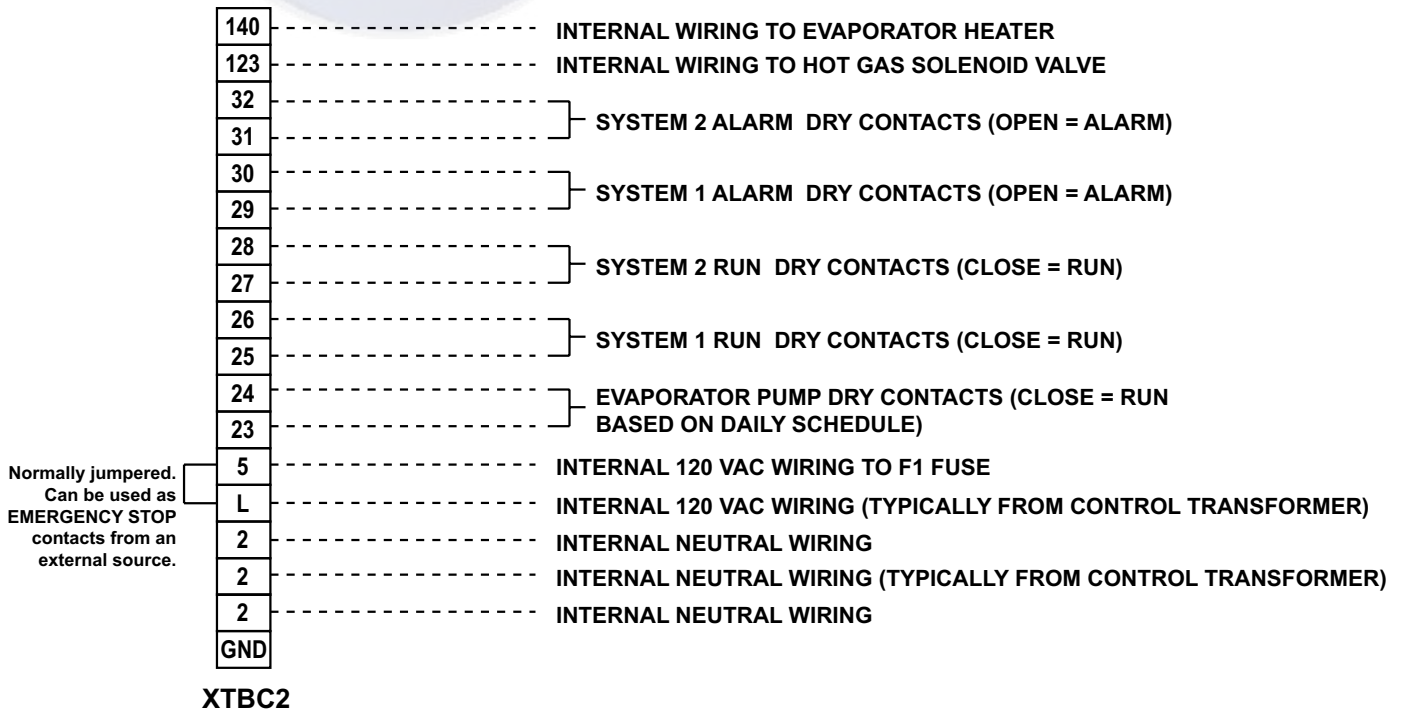 140 INTERNAL WIRING TO EVAPORATOR HEATER
123 INTERNAL WIRING TO HOT GAS SOLENOID VALVE
32
SYSTEM 2 ALARM DRY CONTACTS (OPEN = ALARM)
31
30
SYSTEM 1 ALARM DRY CONTACTS (OPEN = ALARM)
29
28
SYSTEM 2 RUN DRY CONTACTS (CLOSE = RUN)
27
26
SYSTEM 1 RUN DRY CONTACTS (CLOSE = RUN)
25
24 EVAPORATOR PUMP DRY CONTACTS (CLOSE = RUN
23 BASED ON DAILY SCHEDULE)
5 INTERNAL 120 VAC WIRING TO F1 FUSE
L INTERNAL 120 VAC WIRING (TYPICALLY FROM CONTROL TRANSFORMER)
Normally jumpered.
Can be used as
EMERGENCY STOP
contacts from an
external source.
2 INTERNAL NEUTRAL WIRING
2 INTERNAL NEUTRAL WIRING (TYPICALLY FROM CONTROL TRANSFORMER)
2 INTERNAL NEUTRAL WIRING
GND
XTBC2